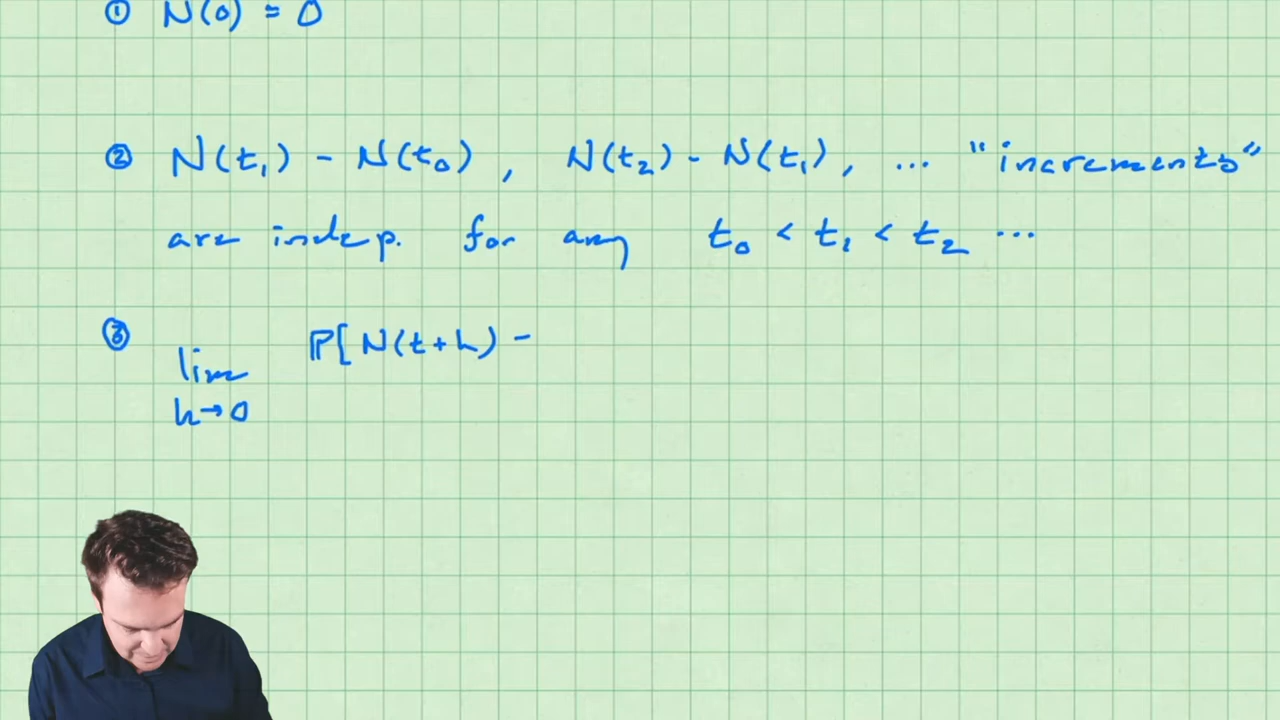 ① N(0) = 0
② N(t₁) - N(t₀), N(t₂) - N(t₁), ... "increments"
are indep. for any t₀ < t₁ < t₂ ...
③ lim h→0 ℙ[N(t+h) -